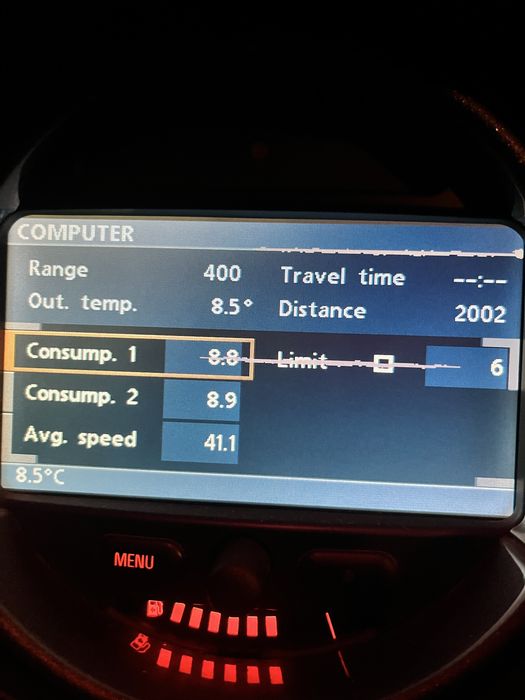 COMPUTER
Range 400 Travel time --:--
Out. temp. 8.5° Distance 2002
Consump. 1 8.8 Limit 6
Consump. 2 8.9
Avg. speed 41.1
8.5°C
MENU